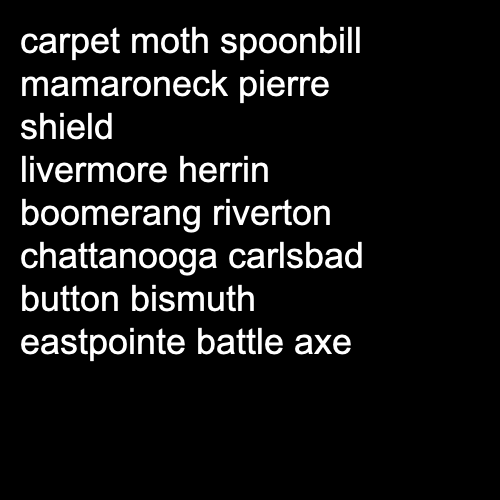 carpet moth spoonbill
mamaroneck pierre
shield
livermore herrin
boomerang riverton
chattanooga carlsbad
button bismuth
eastpointe battle axe